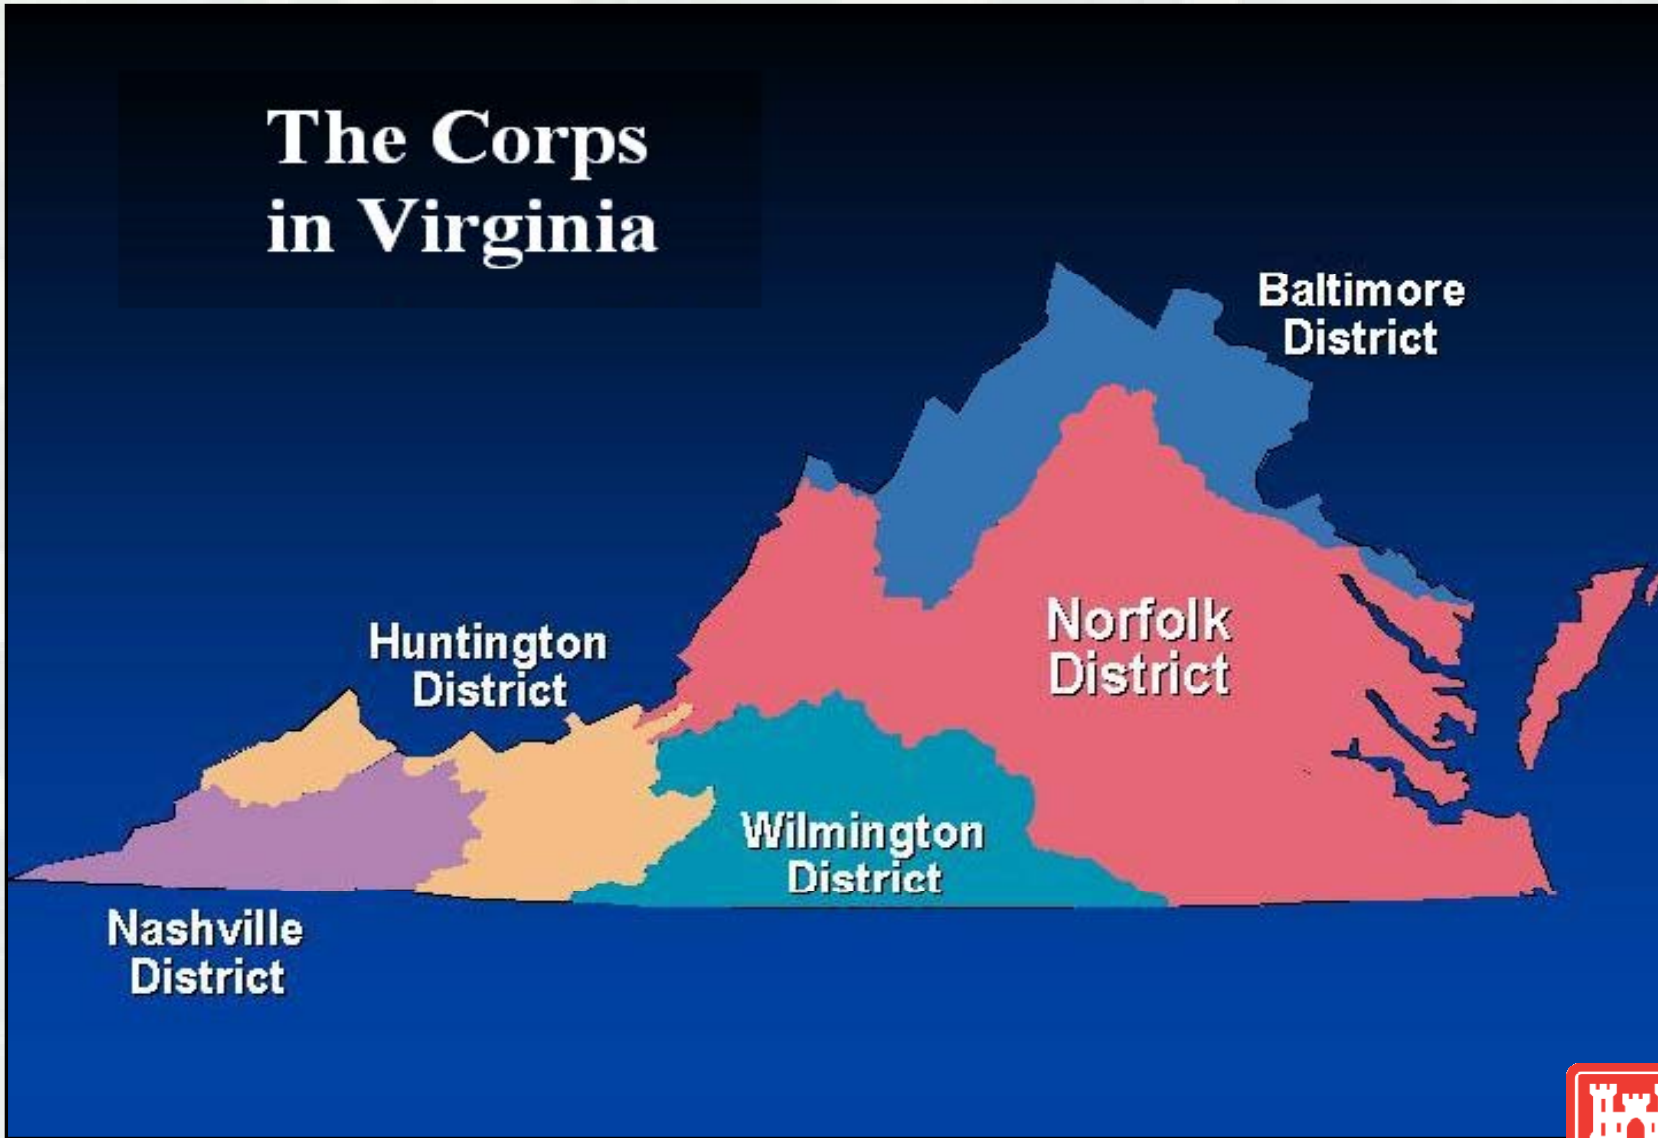 The Corps
in Virginia
Baltimore
District
Norfolk
District
Huntington
District
Wilmington
District
Nashville
District